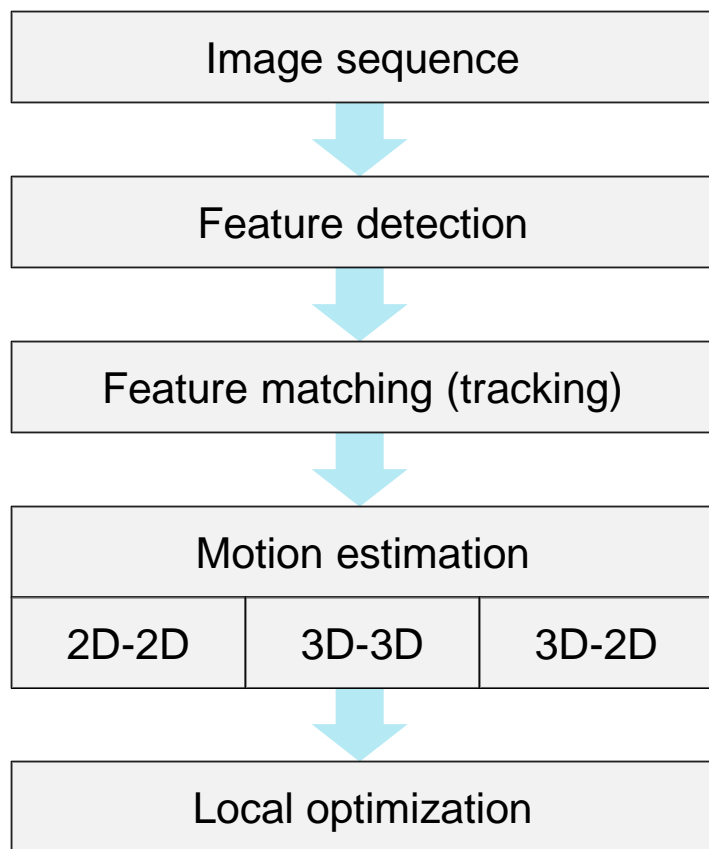 Image sequence
Feature detection
Feature matching (tracking)
Motion estimation
2D-2D 3D-3D 3D-2D
Local optimization